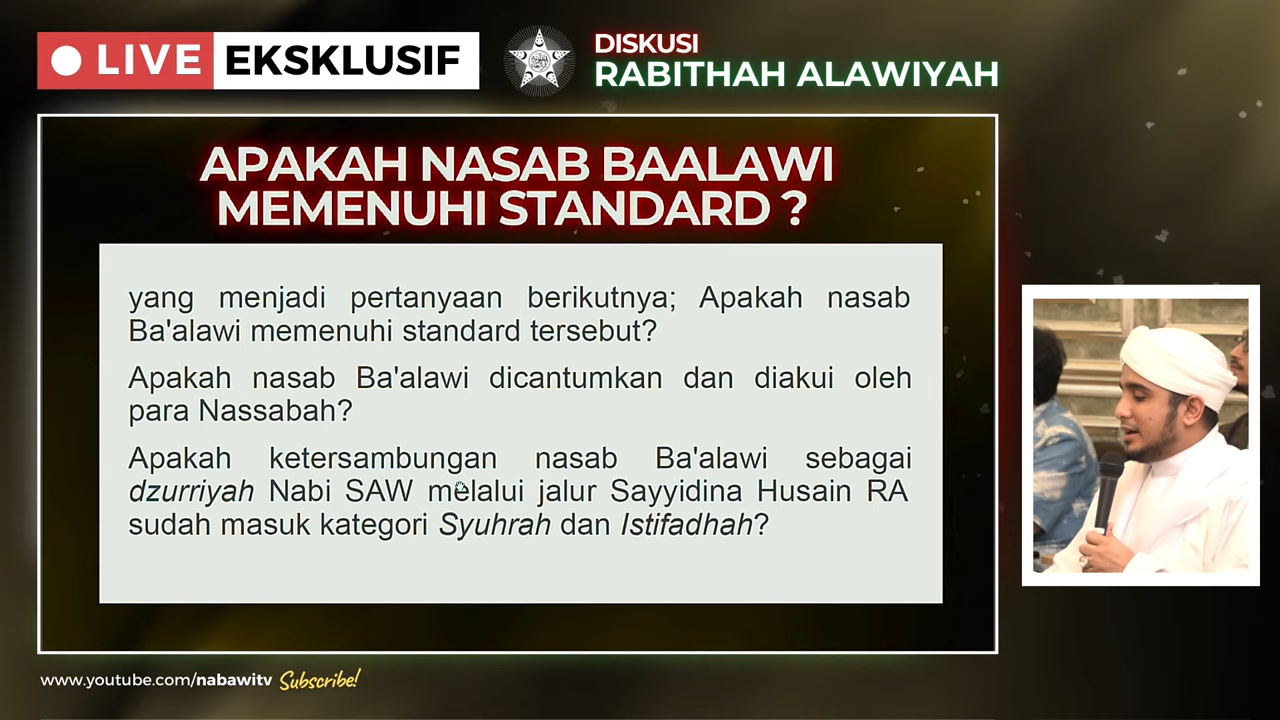 LIVE EKSKLUSIF
DISKUSI
RABITHAH ALAWIYAH
APAKAH NASAB BAALAWI
MEMENUHI STANDARD ?
yang menjadi pertanyaan berikutnya; Apakah nasab
Ba'alawi memenuhi standard tersebut?
Apakah nasab Ba'alawi dicantumkan dan diakui oleh
para Nassabah?
Apakah ketersambungan nasab Ba'alawi sebagai
dzurriyah Nabi SAW melalui jalur Sayyidina Husain RA
sudah masuk kategori Syuhrah dan Istifadhah?
www.youtube.com/nabawitv Subscribe!